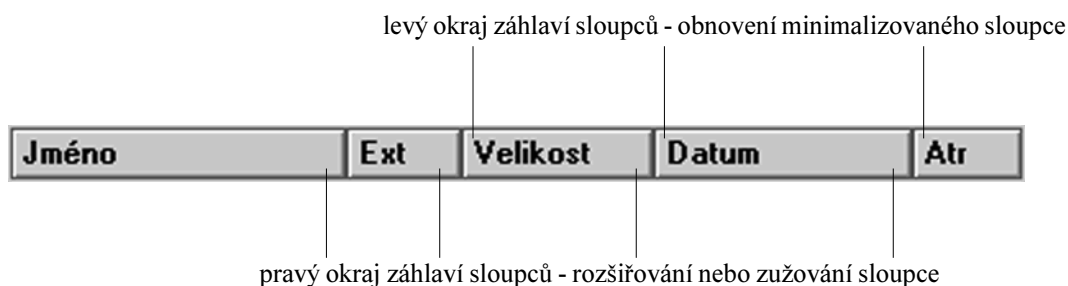 levý okraj záhlaví sloupců - obnovení minimalizovaného sloupce
Jméno Ext Velikost Datum Atr
pravý okraj záhlaví sloupců - rozšiřování nebo zužování sloupce